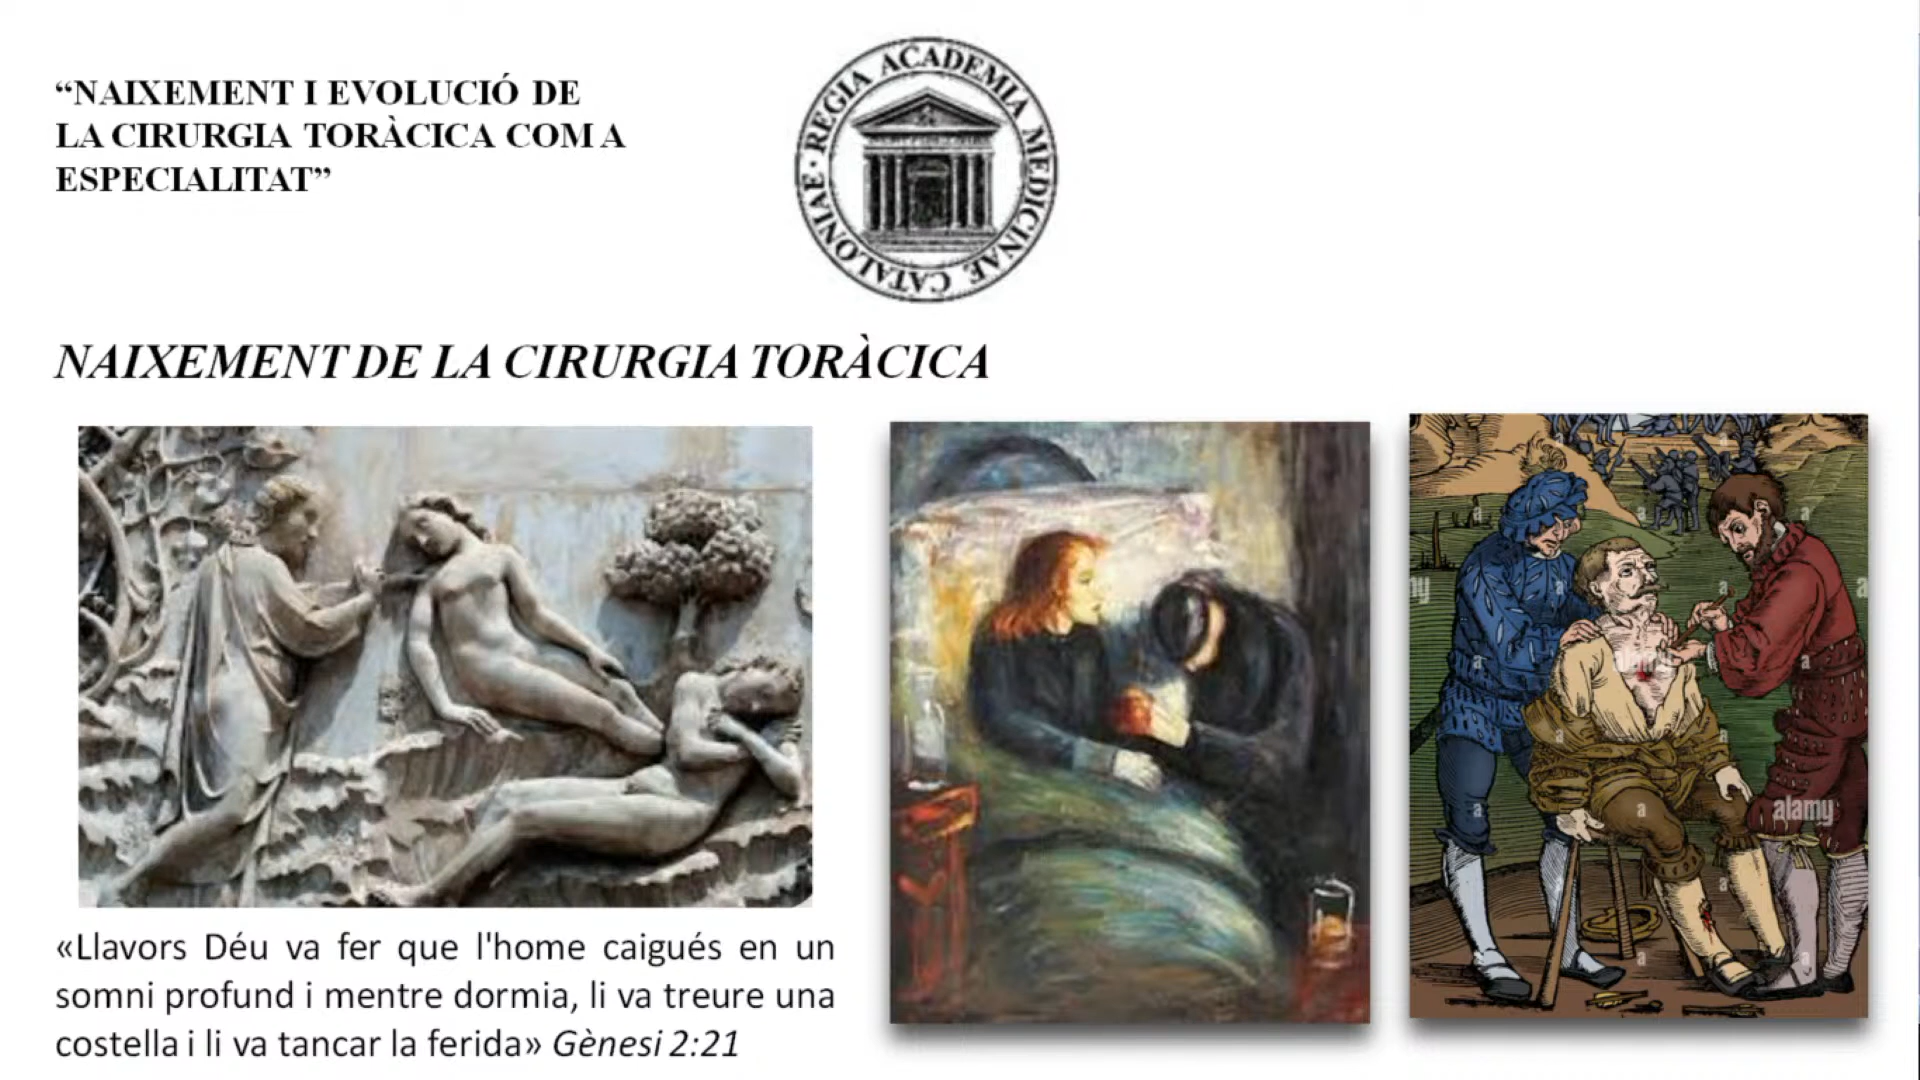 “NAIXEMENT I EVOLUCIÓ DE
LA CIRURGIA TORÀCICA COM A
ESPECIALITAT”
REGIA ACADEMIA MEDICINAE CATALONIAE ·
NAIXEMENT DE LA CIRURGIA TORÀCICA
«Llavors Déu va fer que l'home caigués en un
somni profund i mentre dormia, li va treure una
costella i li va tancar la ferida» Gènesi 2:21
alamy